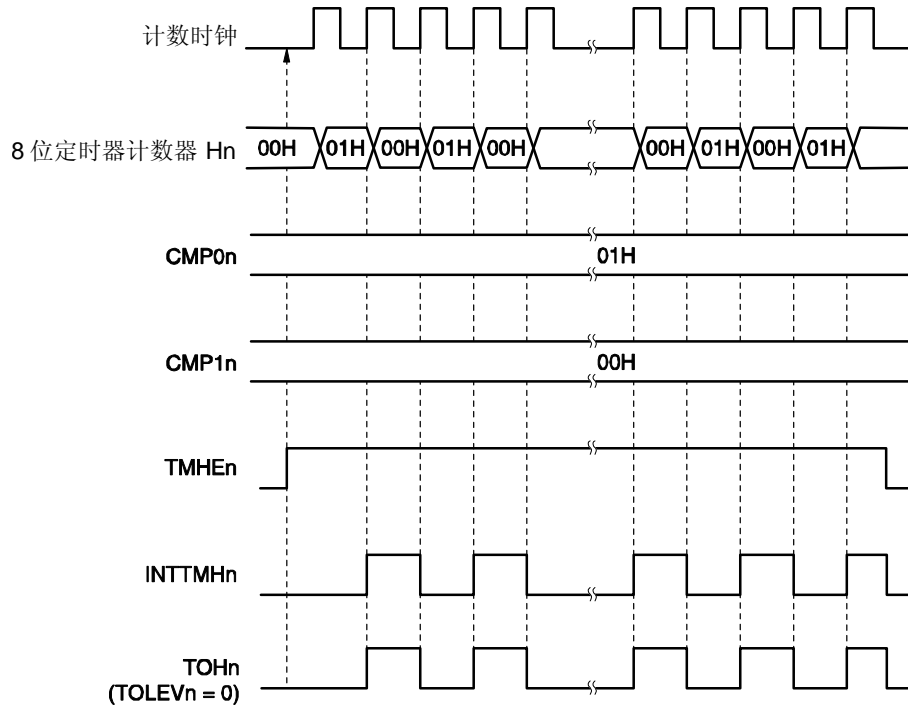 计数时钟
8 位定时器计数器 Hn 00H 01H 00H 01H 00H 00H 01H 00H 01H
CMP0n 01H
CMP1n 00H
TMHEn
INTTMHn
TOHn
(TOLEVn = 0)